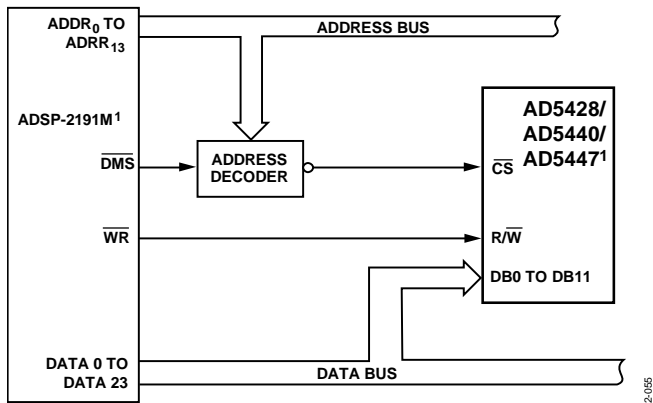 ADDR0 TO
ADRR13
ADDRESS BUS
ADSP-2191M1
DMS
ADDRESS
DECODER
AD5428/
AD5440/
AD54471
CS
WR
R/W
DB0 TO DB11
DATA 0 TO
DATA 23
DATA BUS
2-055